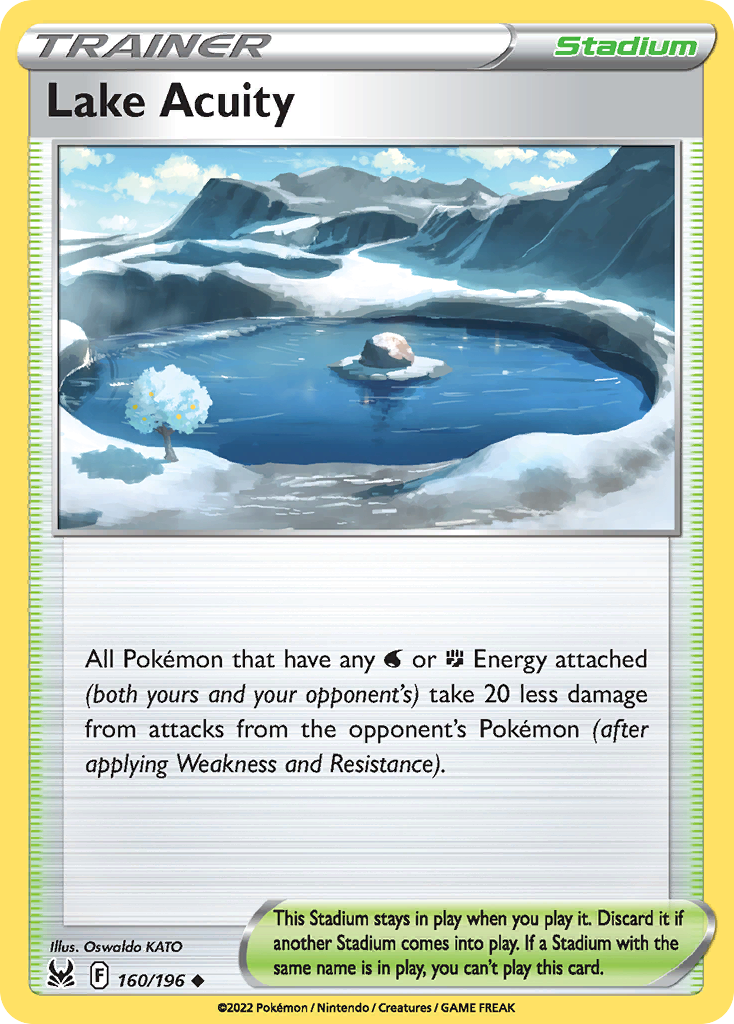 TRAINER
Stadium
Lake Acuity
All Pokémon that have any or Energy attached
(both yours and your opponent's) take 20 less damage
from attacks from the opponent's Pokémon (after
applying Weakness and Resistance).
Illus. Oswaldo KATO
This Stadium stays in play when you play it. Discard it if
another Stadium comes into play. If a Stadium with the
same name is in play, you can't play this card.
F 160/196
©2022 Pokémon / Nintendo / Creatures / GAME FREAK